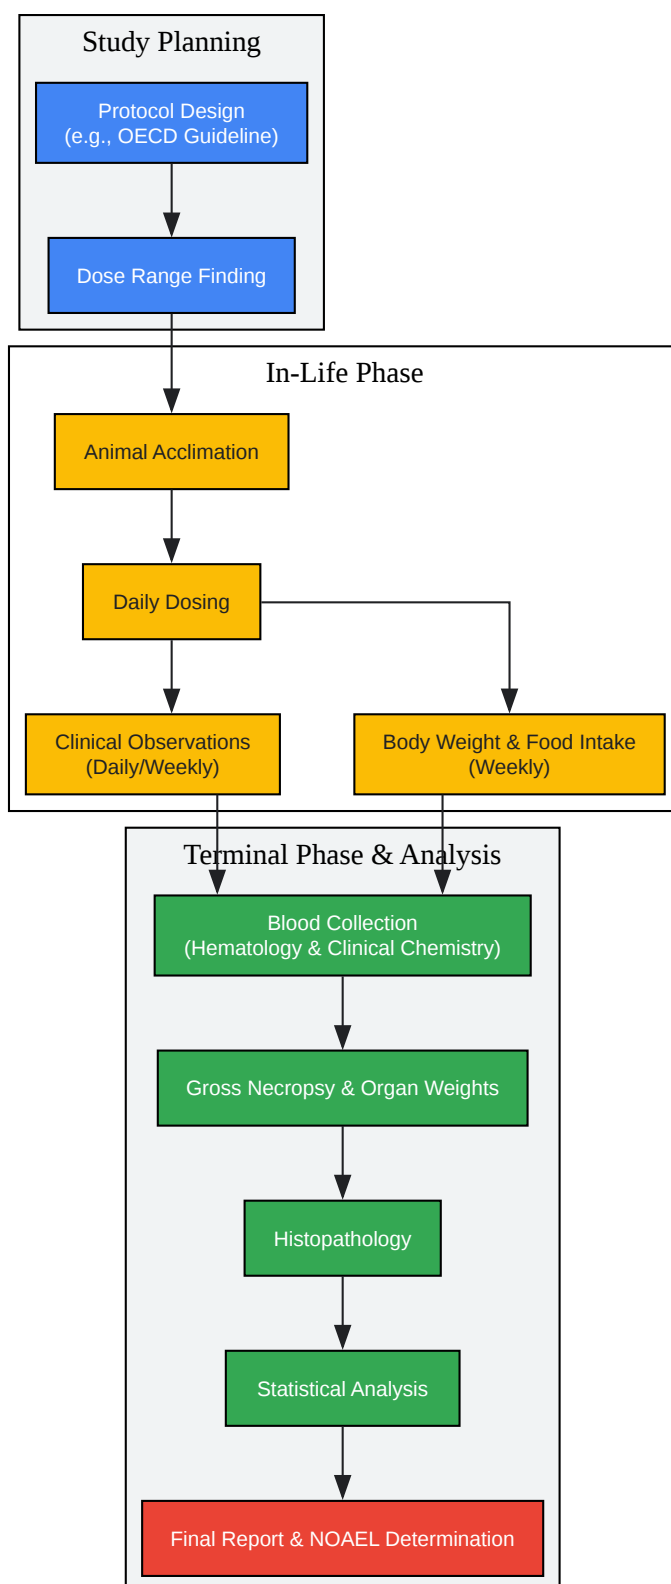 Study Planning
Protocol Design
(e.g., OECD Guideline)
Dose Range Finding
In-Life Phase
Animal Acclimation
Daily Dosing
Clinical Observations
(Daily/Weekly)
Body Weight & Food Intake
(Weekly)
Terminal Phase & Analysis
Blood Collection
(Hematology & Clinical Chemistry)
Gross Necropsy & Organ Weights
Histopathology
Statistical Analysis
Final Report & NOAEL Determination